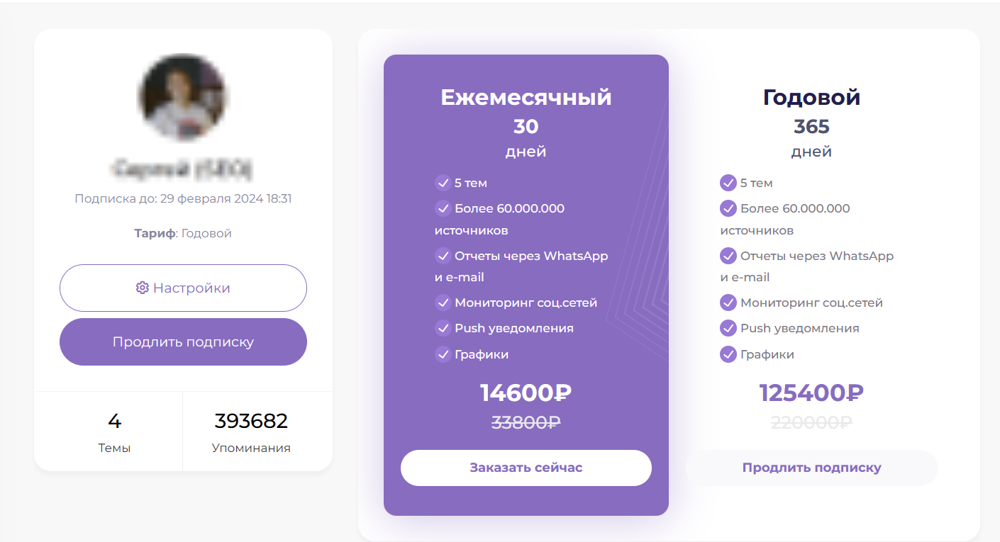 Подписка до: 29 февраля 2024 18:31
Тариф: Годовой
Настройки
Продлить подписку
4
Темы
393682
Упоминания
Ежемесячный
30
дней
5 тем
Более 60.000.000
источников
Отчеты через WhatsApp
и e-mail
Мониторинг соц.сетей
Push уведомления
Графики
14600₽
33800₽
Заказать сейчас
Годовой
365
дней
5 тем
Более 60.000.000
источников
Отчеты через WhatsApp
и e-mail
Мониторинг соц.сетей
Push уведомления
Графики
125400₽
220000₽
Продлить подписку